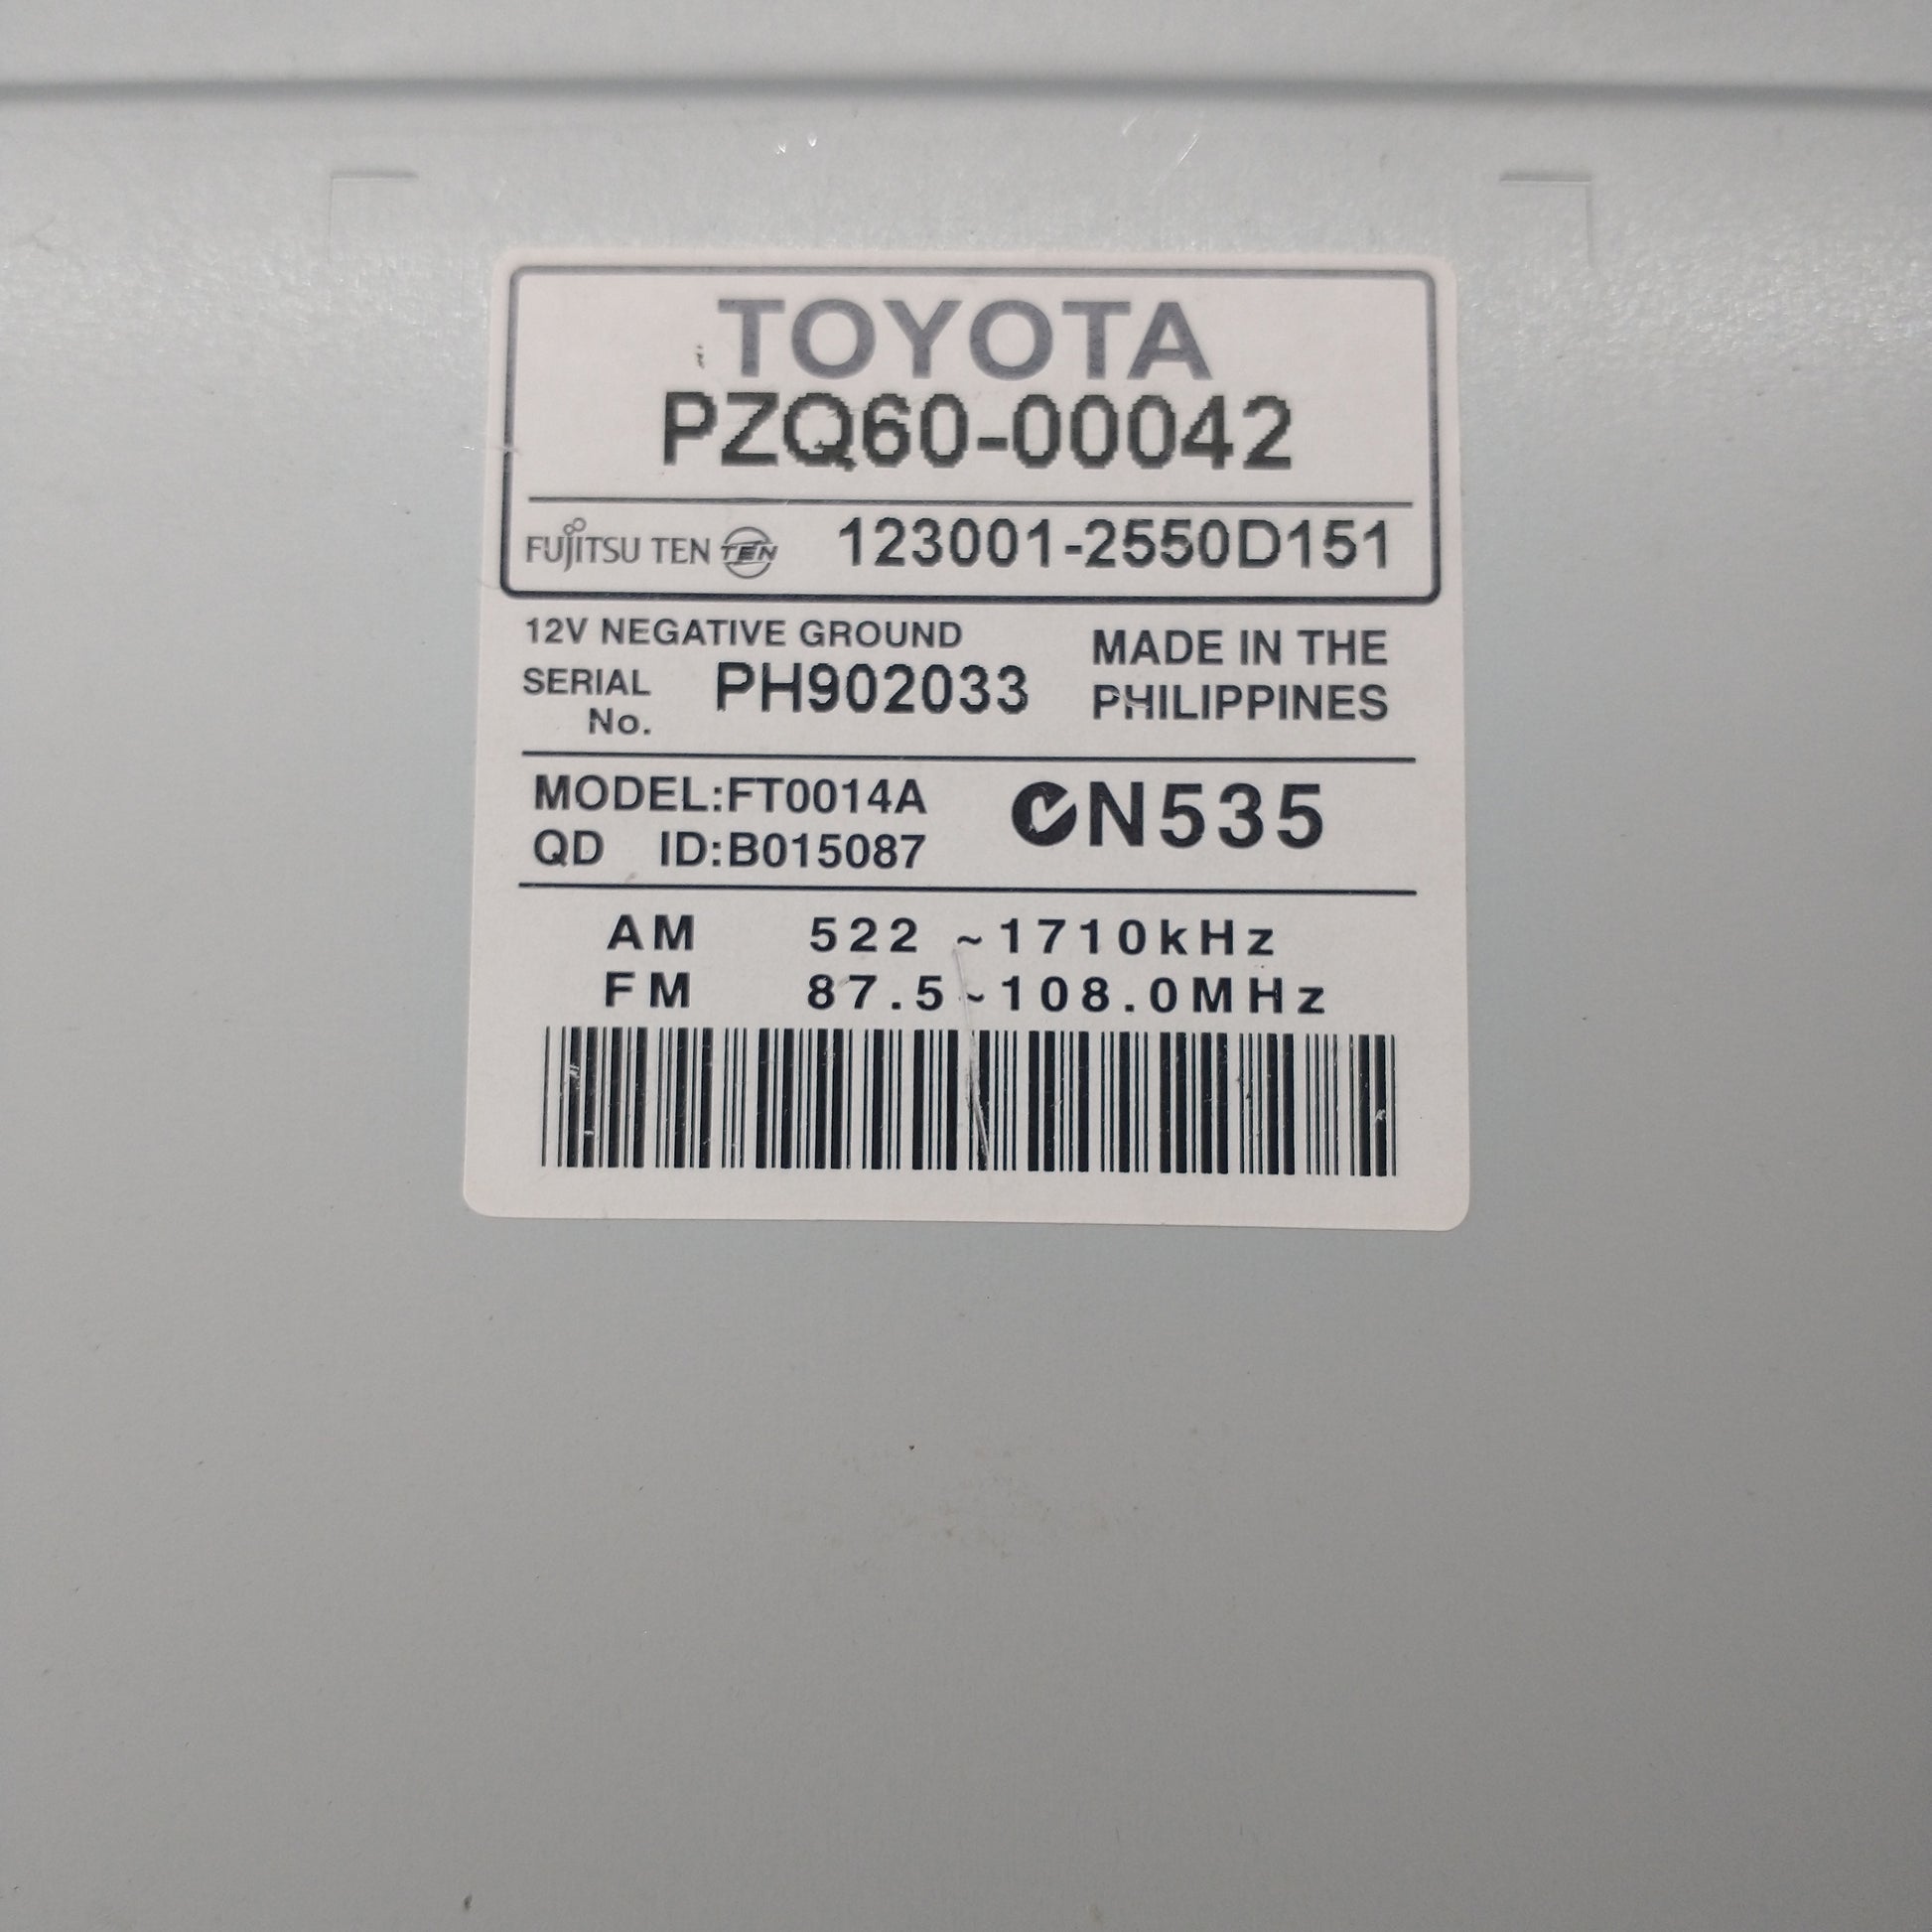 TOYOTA
PZQ60-00042
FUJITSU TEN TEN 123001-2550D151
12V NEGATIVE GROUND
SERIAL No. PH902033
MADE IN THE
PHILIPPINES
MODEL:FT0014A
QD ID:B015087
N535
AM 522 ~1710kHz
FM 87.5~108.0MHz